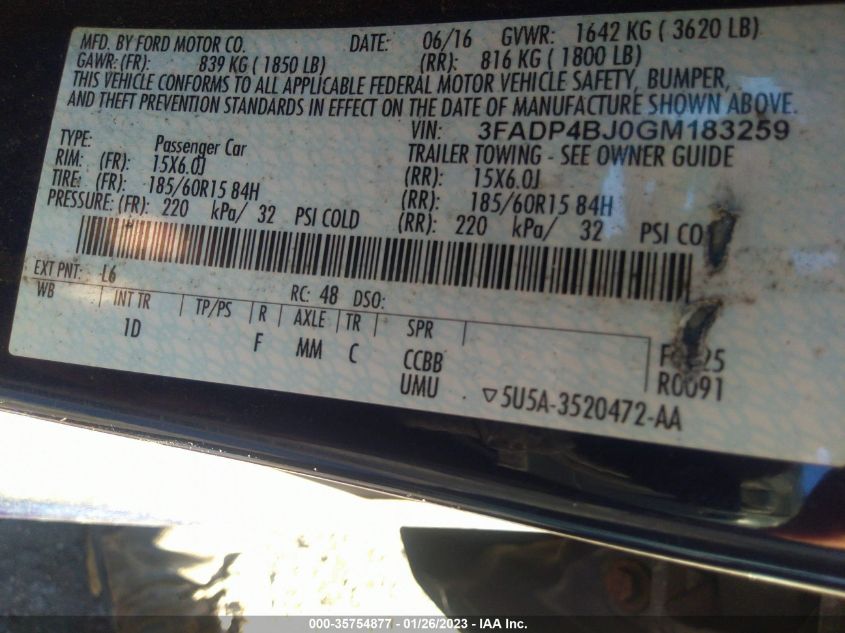 MFD. BY FORD MOTOR CO. DATE: 06/16 GVWR: 1642 KG ( 3620 LB)
GAWR: (FR): 839 KG ( 1850 LB) (RR): 816 KG ( 1800 LB)
THIS VEHICLE CONFORMS TO ALL APPLICABLE FEDERAL MOTOR VEHICLE SAFETY, BUMPER,
AND THEFT PREVENTION STANDARDS IN EFFECT ON THE DATE OF MANUFACTURE SHOWN ABOVE.
VIN: 3FADP4BJ0GM183259
TYPE: Passenger Car TRAILER TOWING - SEE OWNER GUIDE
RIM: (FR): 15X6.0J (RR): 15X6.0J
TIRE: (FR): 185/60R15 84H (RR): 185/60R15 84H
PRESSURE: (FR): 220 kPa/ 32 PSI COLD (RR): 220 kPa/ 32 PSI
EXT PNT: L6 RC: 48 DSO:
WB INT TR TP/PS R AXLE TR SPR
1D F MM C CCBB
UMU R0091
▽5U5A-3520472-AA
000-35754877 - 01/26/2023 - IAA Inc.